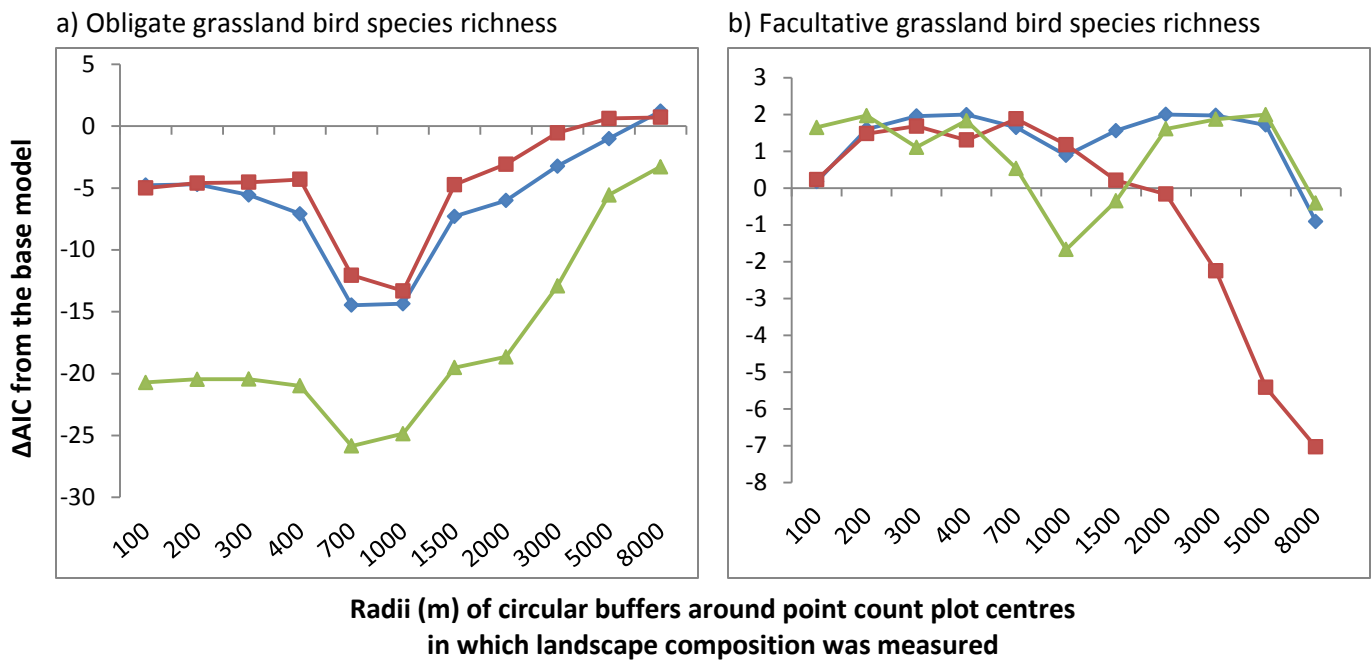 a) Obligate grassland bird species richness
b) Facultative grassland bird species richness
ΔAIC from the base model
5
0
-5
-10
-15
-20
-25
-30
100 200 300 400 700 1000 1500 2000 3000 5000 8000
3
2
1
0
-1
-2
-3
-4
-5
-6
-7
-8
100 200 300 400 700 1000 1500 2000 3000 5000 8000
Radii (m) of circular buffers around point count plot centres
in which landscape composition was measured